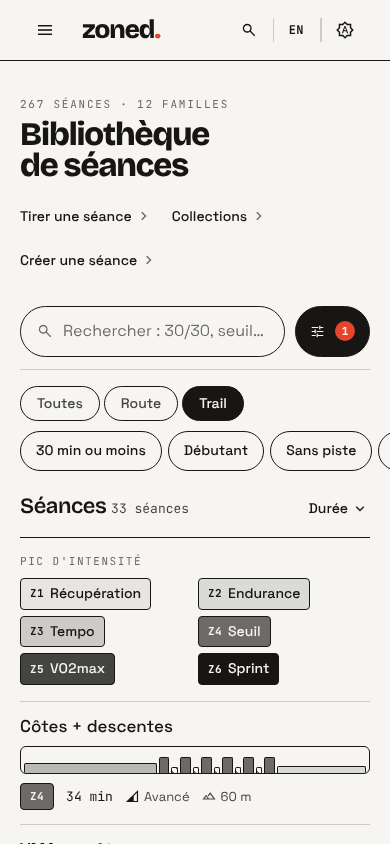 zoned.
EN
A
267 SÉANCES · 12 FAMILLES
Bibliothèque
de séances
Tirer une séance
Collections
Créer une séance
Rechercher : 30/30, seuil...
1
Toutes
Route
Trail
30 min ou moins
Débutant
Sans piste
Séances 33 séances
Durée
PIC D'INTENSITÉ
Z1 Récupération
Z2 Endurance
Z3 Tempo
Z4 Seuil
Z5 VO2max
Z6 Sprint
Côtes + descentes
Z4 34 min Avancé 60 m